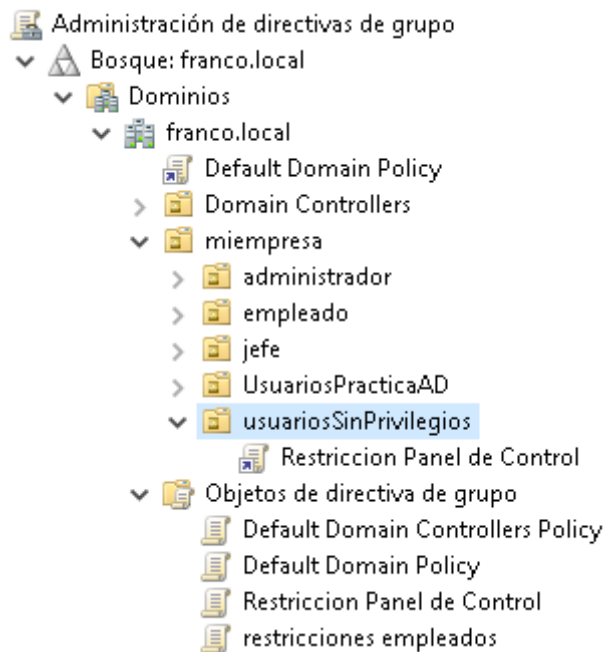 Administración de directivas de grupo
Bosque: franco.local
Dominios
franco.local
Default Domain Policy
Domain Controllers
miempresa
administrador
empleado
jefe
UsuariosPracticaAD
usuariosSinPrivilegios
Restriccion Panel de Control
Objetos de directiva de grupo
Default Domain Controllers Policy
Default Domain Policy
Restriccion Panel de Control
restricciones empleados